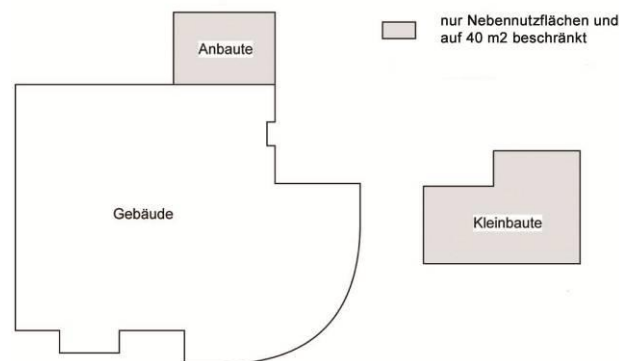 nur Nebennutzflächen und
auf 40 m2 beschränkt
Anbaute
Gebäude
Kleinbaute